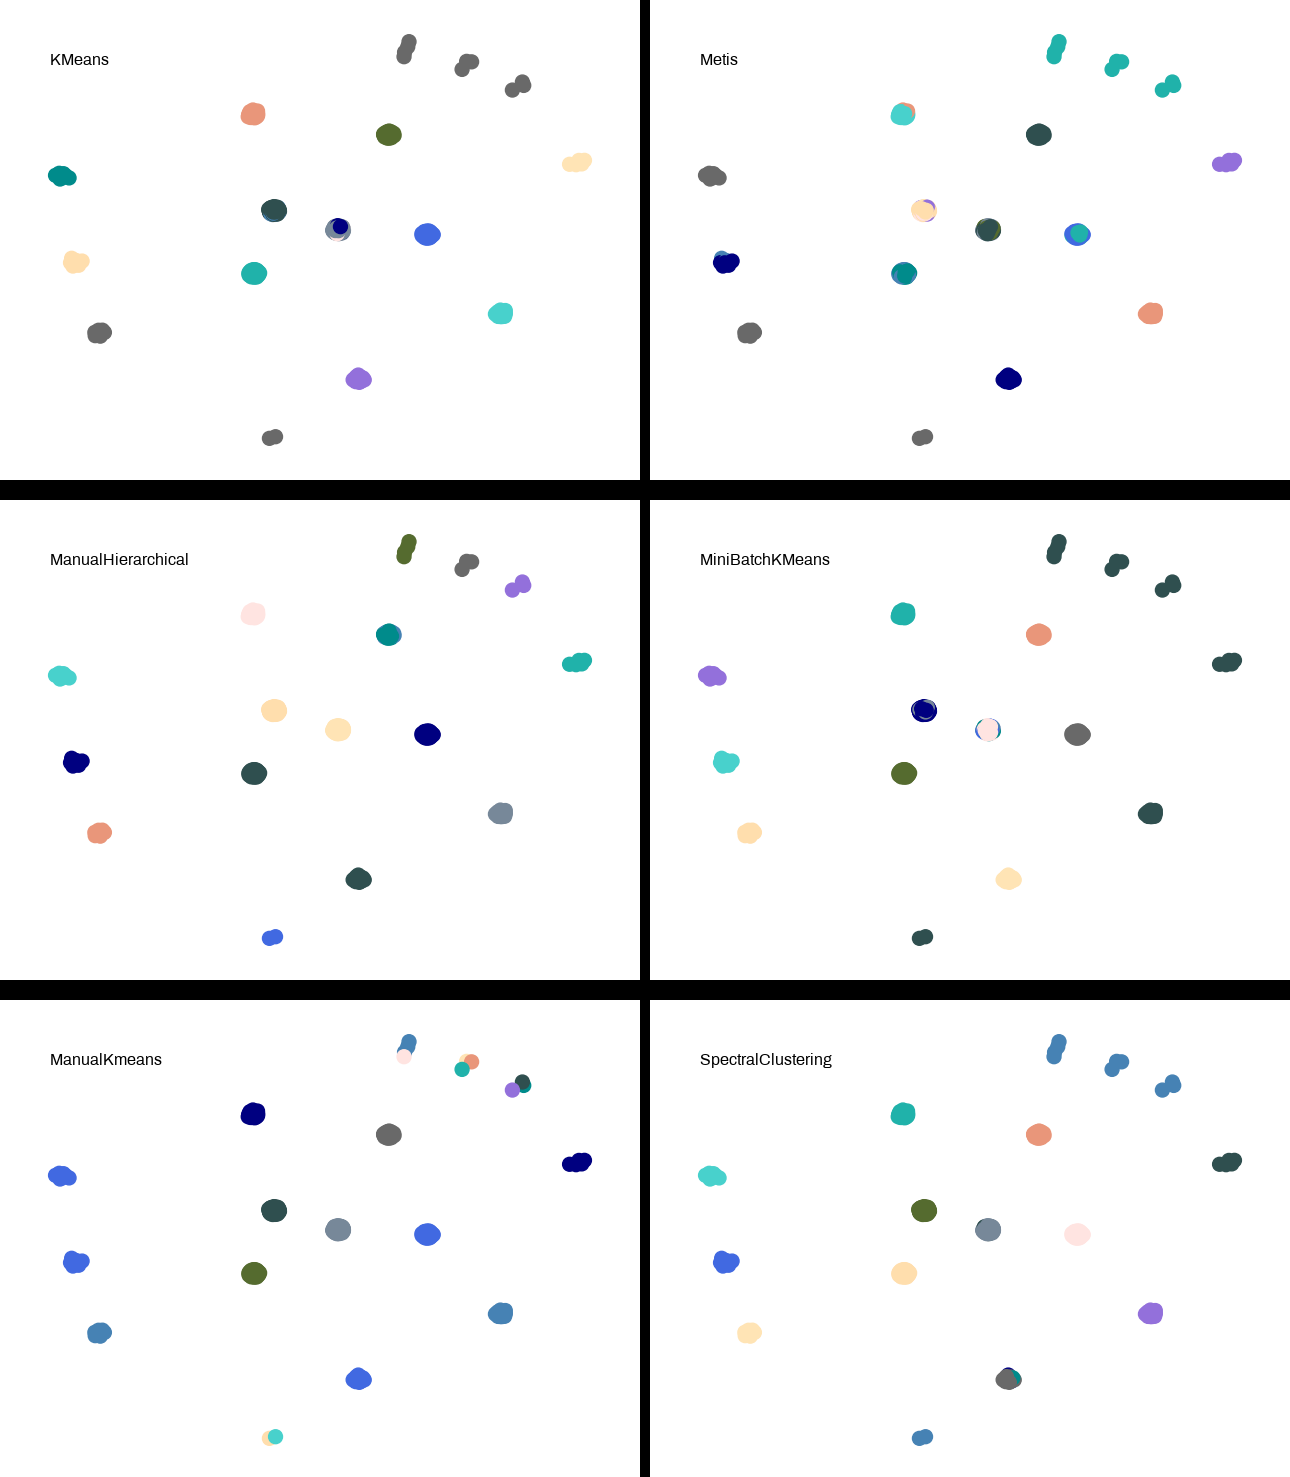 KMeans
Metis
ManualHierarchical
MiniBatchKMeans
ManualKmeans
SpectralClustering